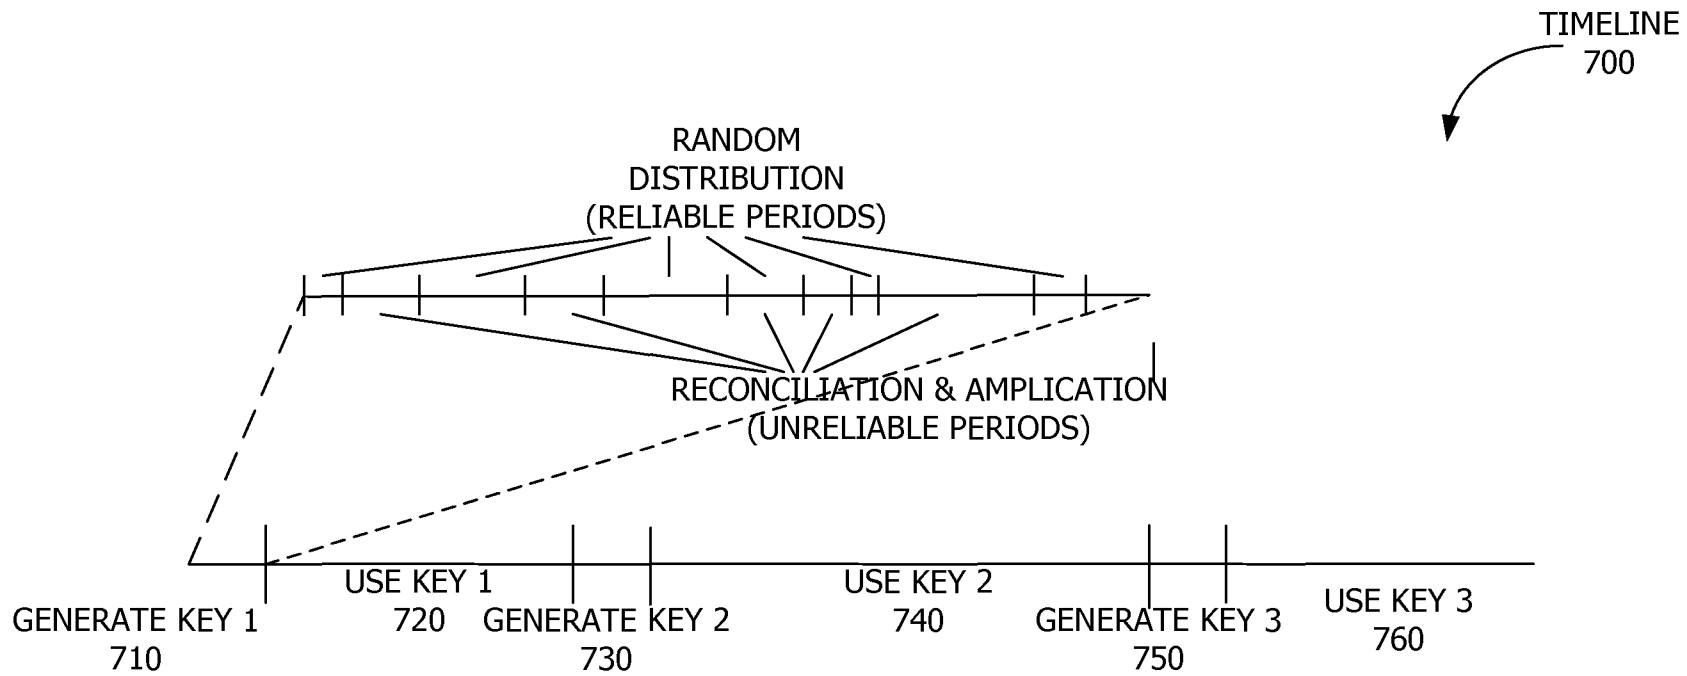 TIMELINE
700
RANDOM
DISTRIBUTION
(RELIABLE PERIODS)
RECONCILIATION & AMPLICATION
(UNRELIABLE PERIODS)
USE KEY 1
720
USE KEY 2
740
USE KEY 3
760
GENERATE KEY 1
710
GENERATE KEY 2
730
GENERATE KEY 3
750